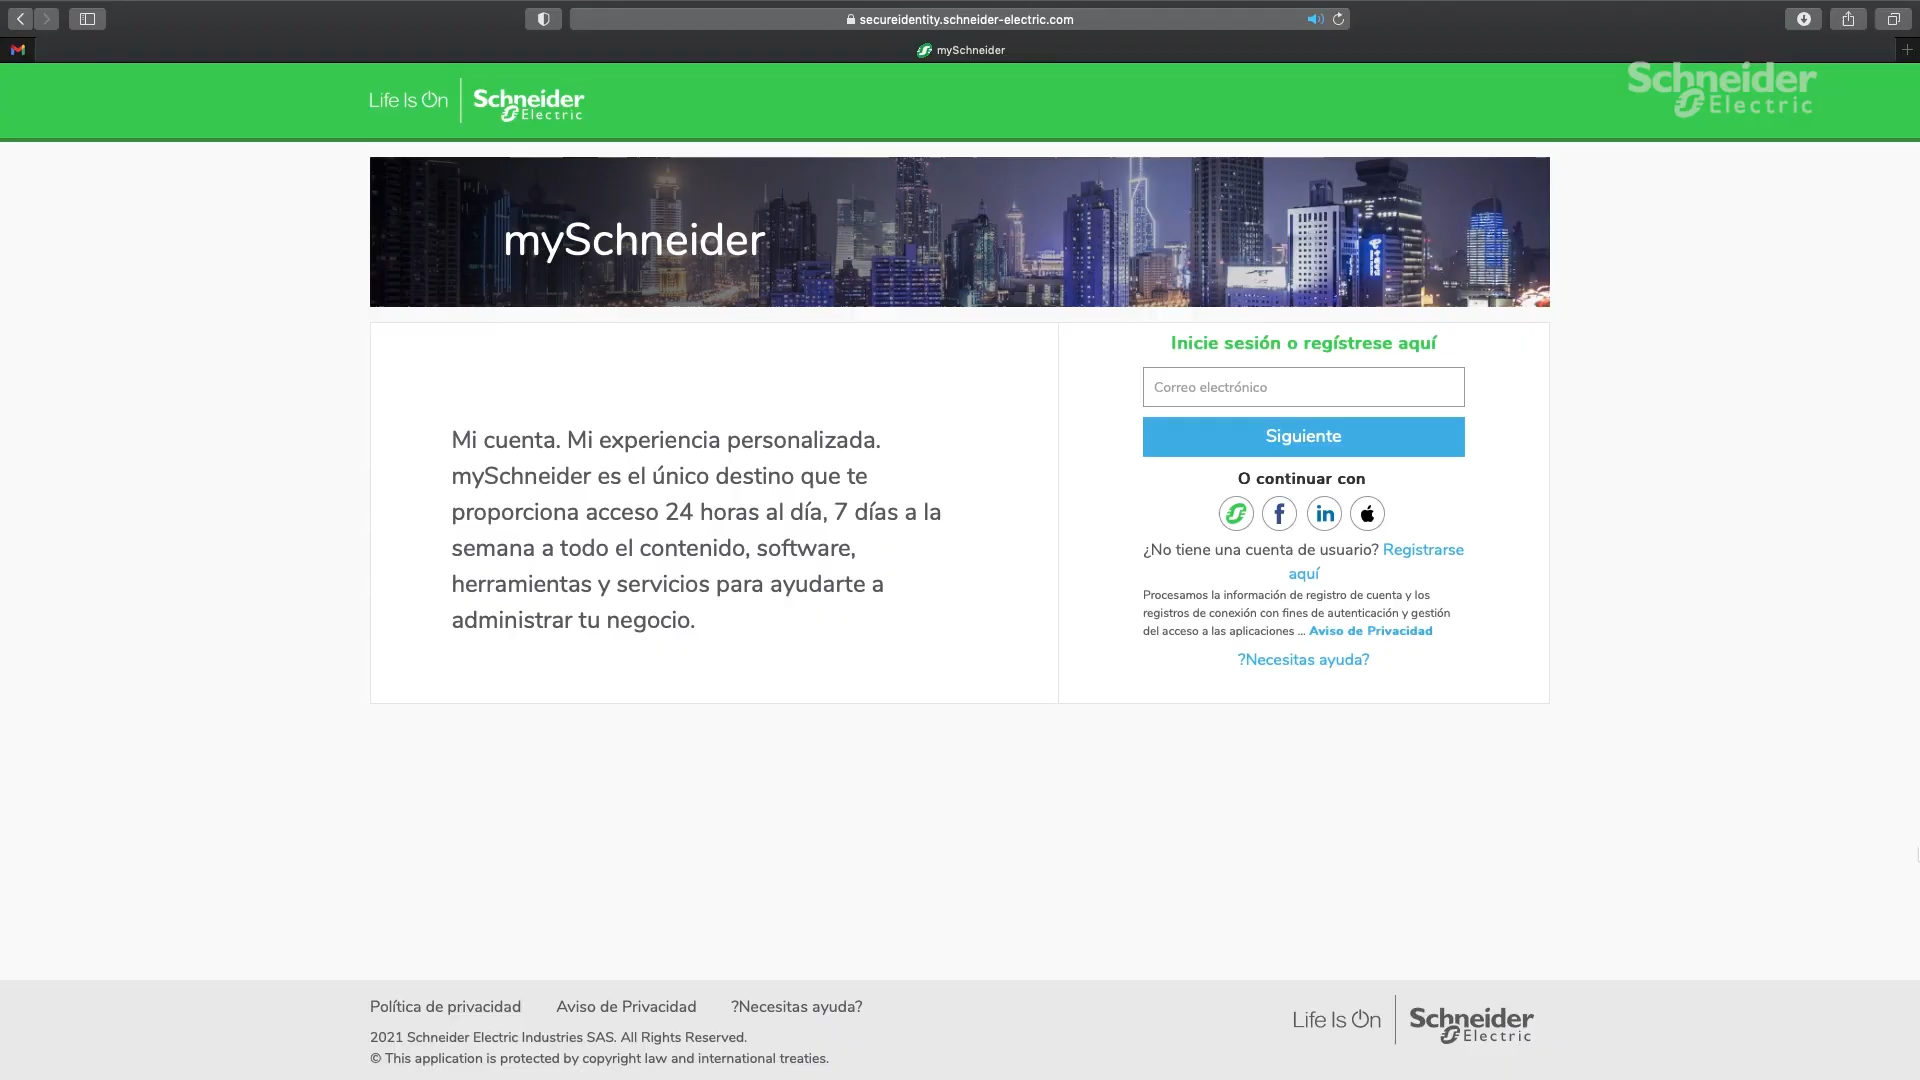 secureidentity.schneider-electric.com
mySchneider
Life Is On
Schneider
Electric
Schneider
Electric
mySchneider
Mi cuenta. Mi experiencia personalizada.
mySchneider es el único destino que te
proporciona acceso 24 horas al día, 7 días a la
semana a todo el contenido, software,
herramientas y servicios para ayudarte a
administrar tu negocio.
Inicie sesión o regístrese aquí
Correo electrónico
Siguiente
O continuar con
¿No tiene una cuenta de usuario? Registrarse
aquí
Procesamos la información de registro de cuenta y los
registros de conexión con fines de autenticación y gestión
del acceso a las aplicaciones ... Aviso de Privacidad
?Necesitas ayuda?
Política de privacidad Aviso de Privacidad ?Necesitas ayuda?
2021 Schneider Electric Industries SAS. All Rights Reserved.
© This application is protected by copyright law and international treaties.
Life Is On
Schneider
Electric